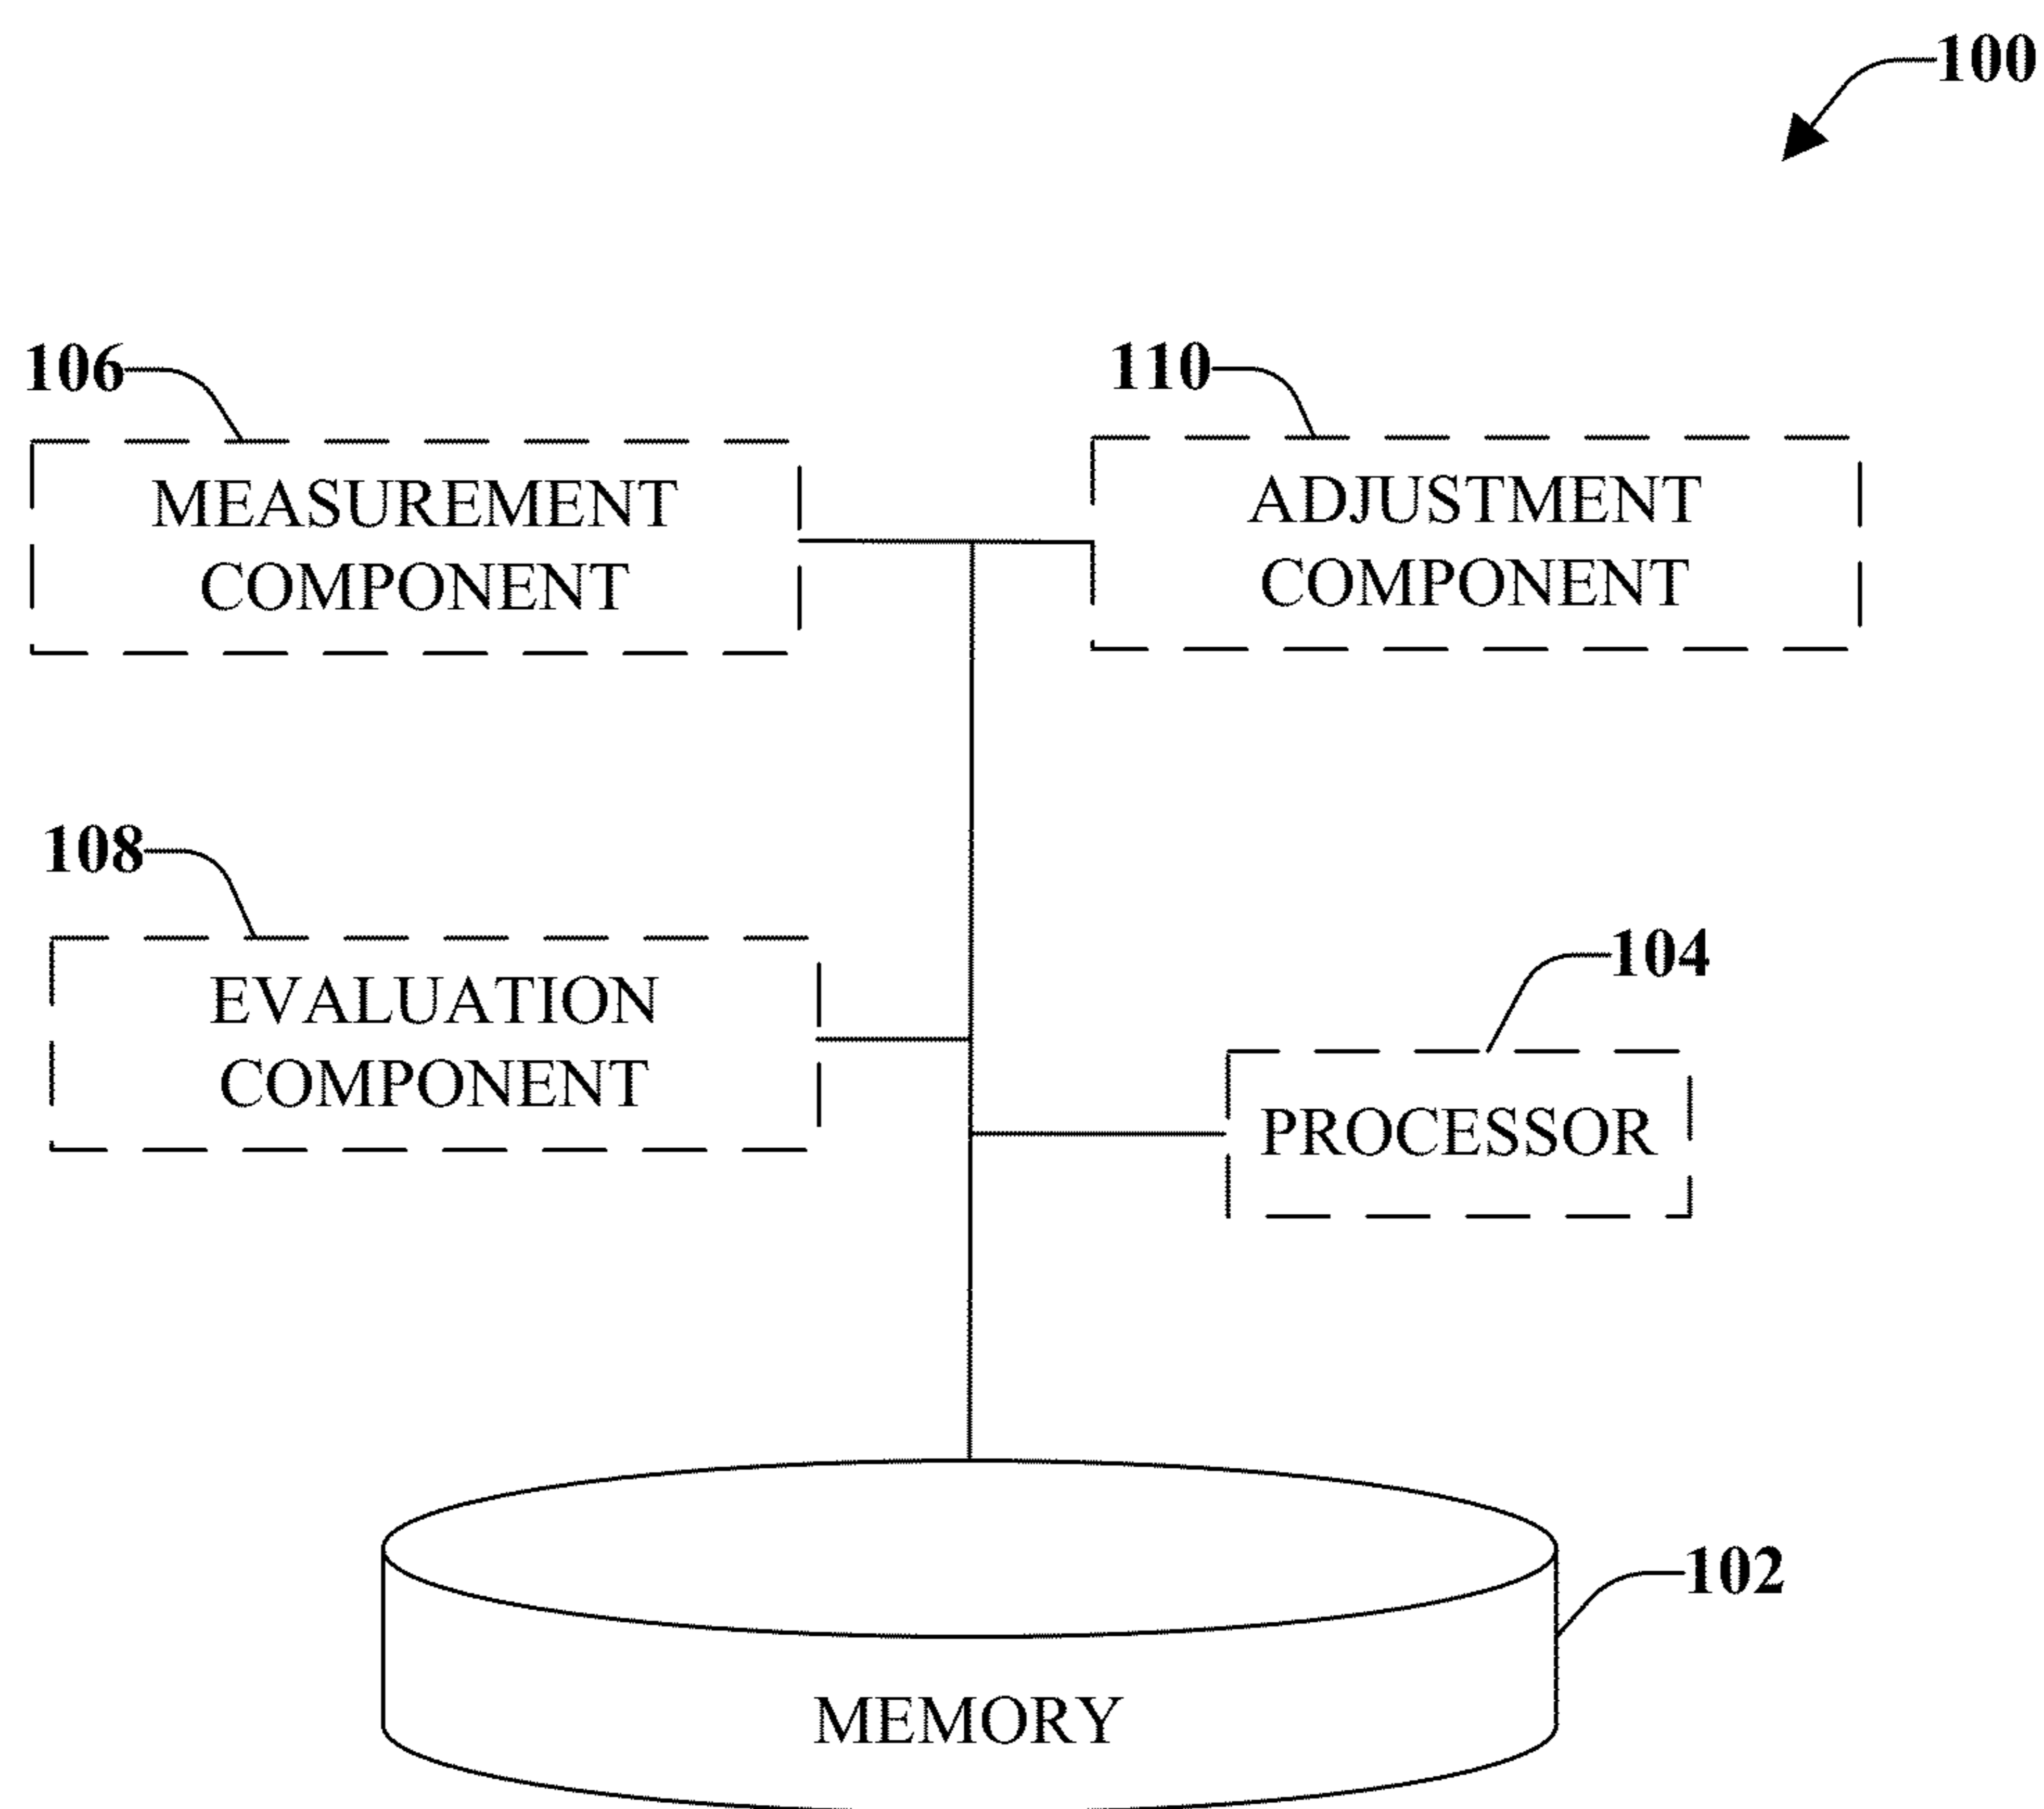 100
106
110
MEASUREMENT
COMPONENT
ADJUSTMENT
COMPONENT
108
EVALUATION
COMPONENT
104
PROCESSOR
102
MEMORY